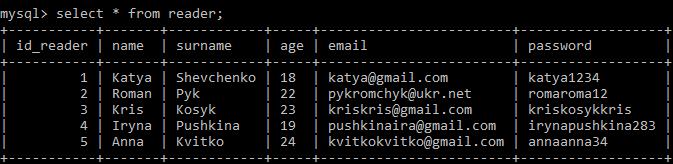 mysql> select * from reader;
| id_reader | name | surname | age | email | password |
| 1 | Katya | Shevchenko | 18 | katya@gmail.com | katya1234 |
| 2 | Roman | Pyk | 22 | pykromchyk@ukr.net | romaroma12 |
| 3 | Kris | Kosyk | 23 | kriskris@gmail.com | kriskosykkris |
| 4 | Iryna | Pushkina | 19 | pushkinaira@gmail.com | irynapushkina283 |
| 5 | Anna | Kvitko | 24 | kvitkokvitko@gmail.com | annaanna34 |